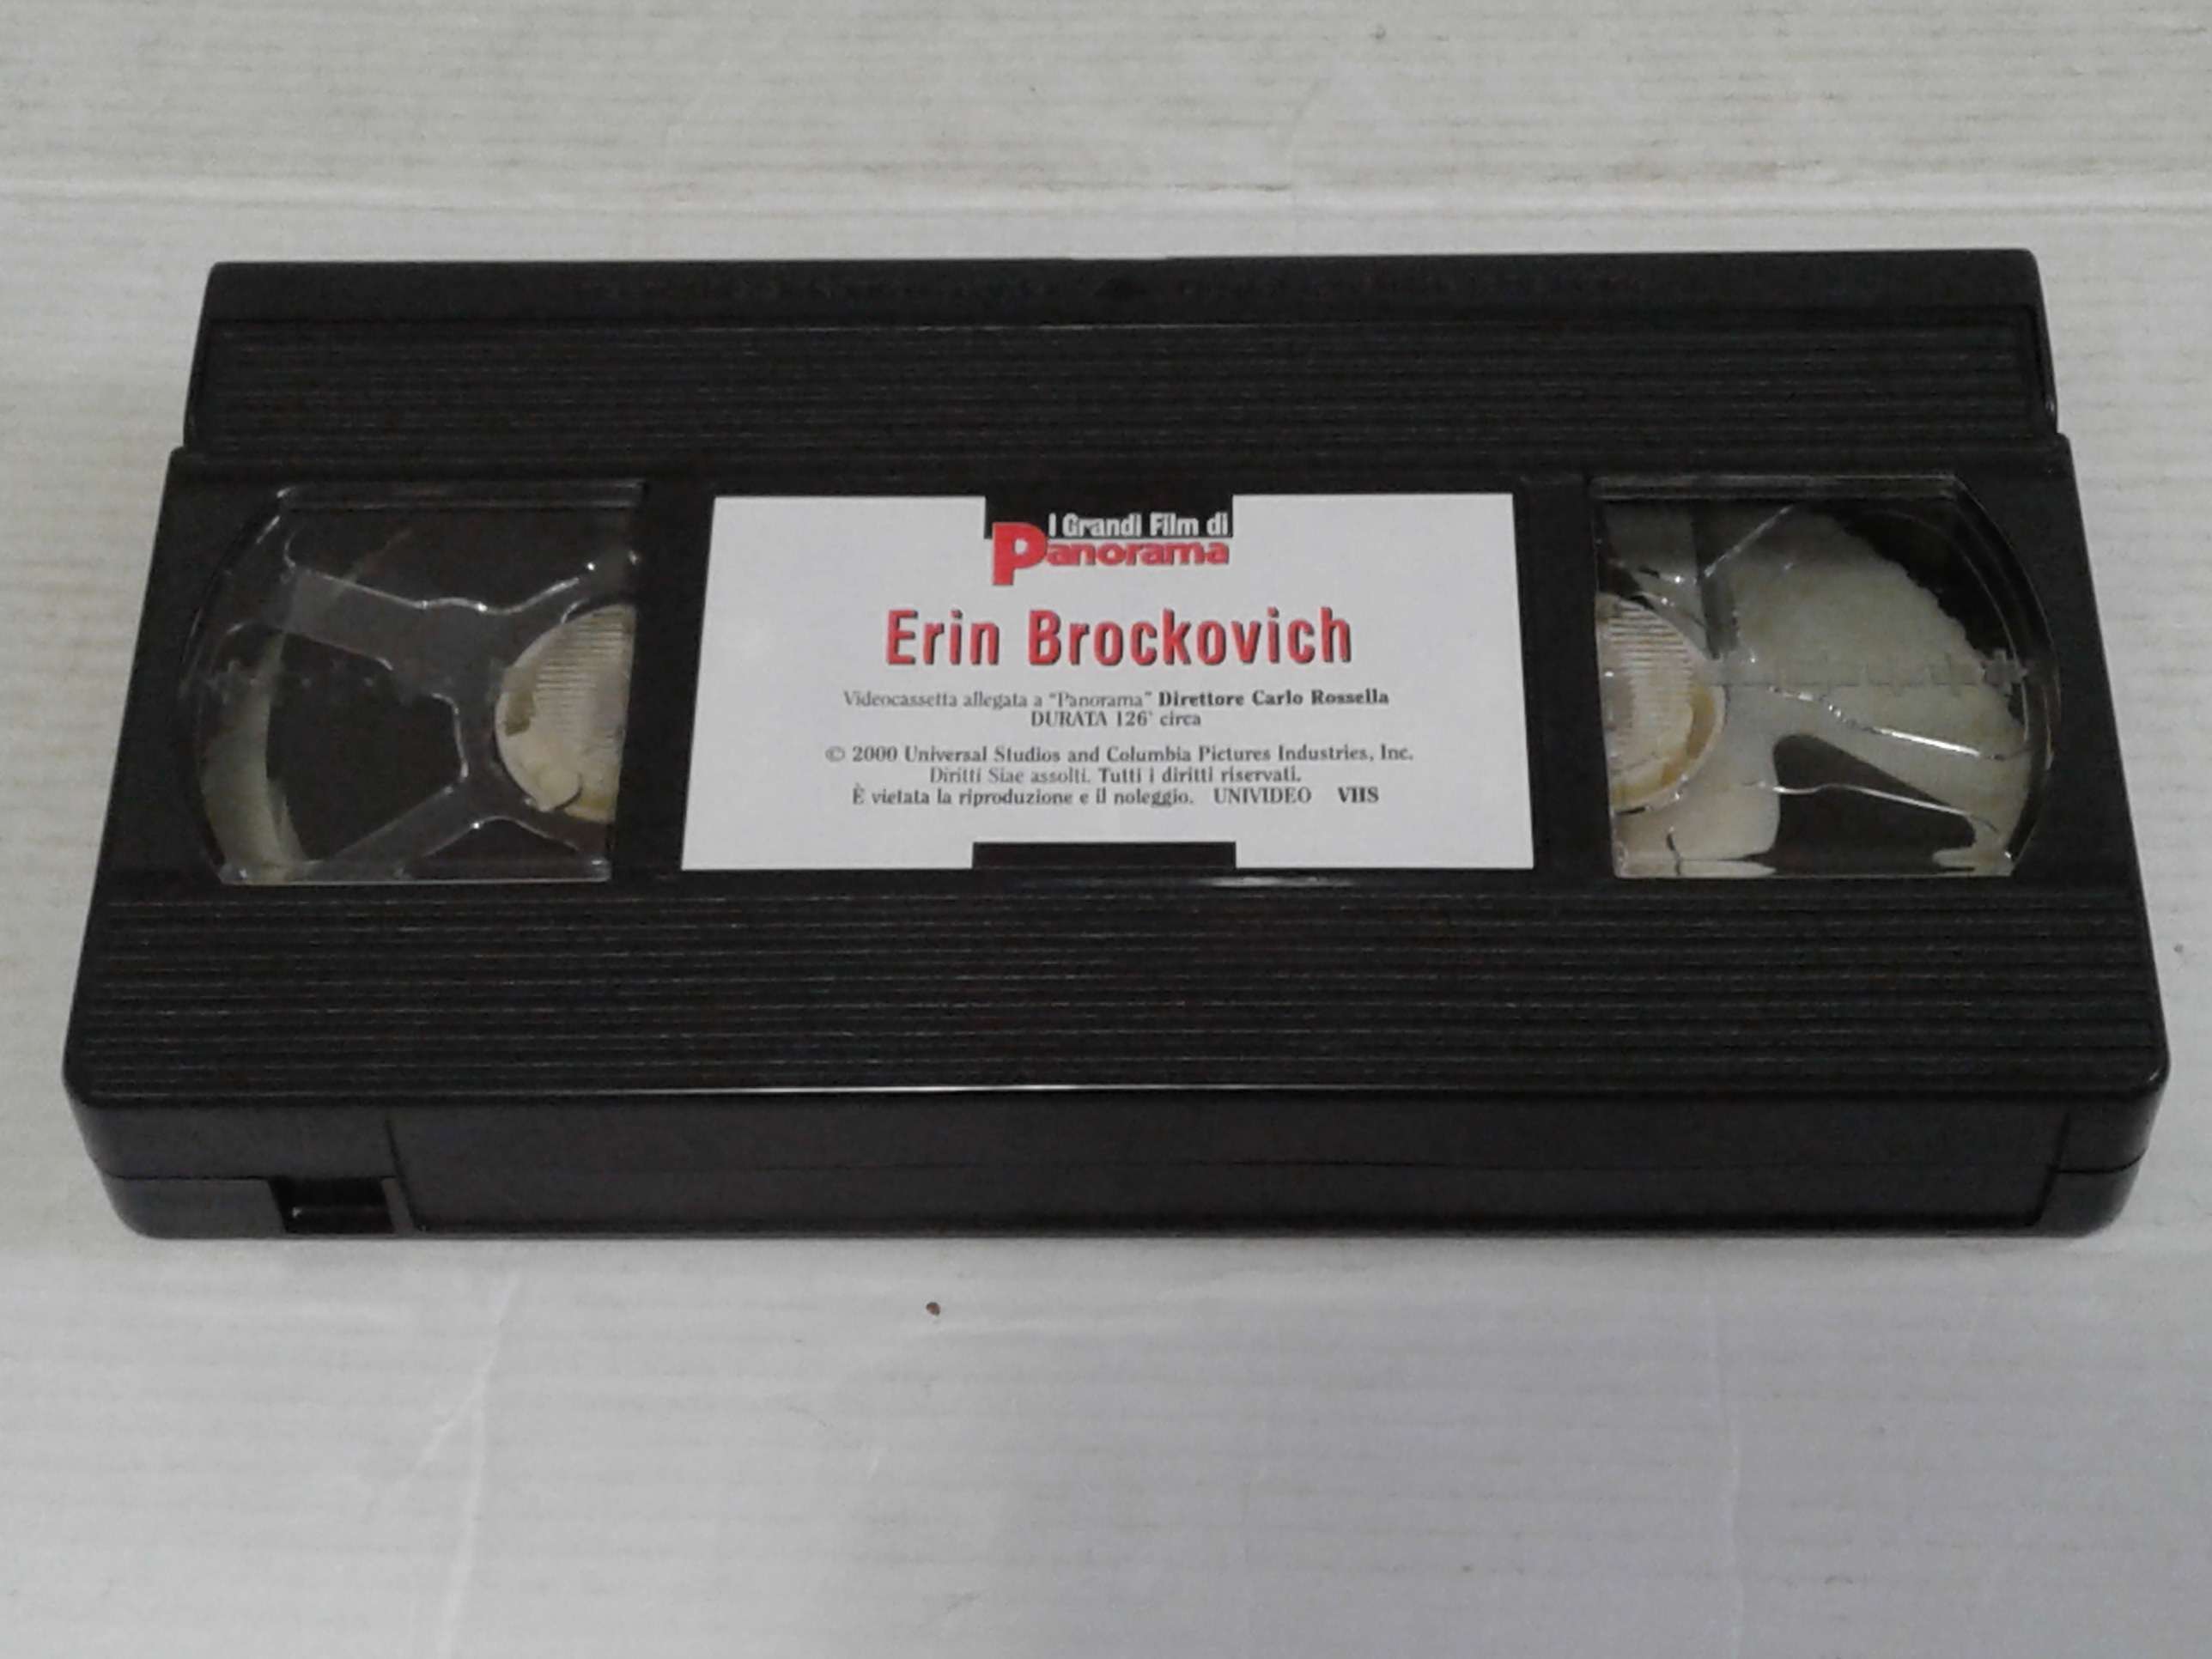 I Grandi Film di
Panorama
Erin Brockovich
Videocassetta allegata a "Panorama" Direttore Carlo Rossella
DURATA 126' circa
© 2000 Universal Studios and Columbia Pictures Industries, Inc.
Diritti Siae assolti. Tutti i diritti riservati.
È vietata la riproduzione e il noleggio. UNIVIDEO VHS